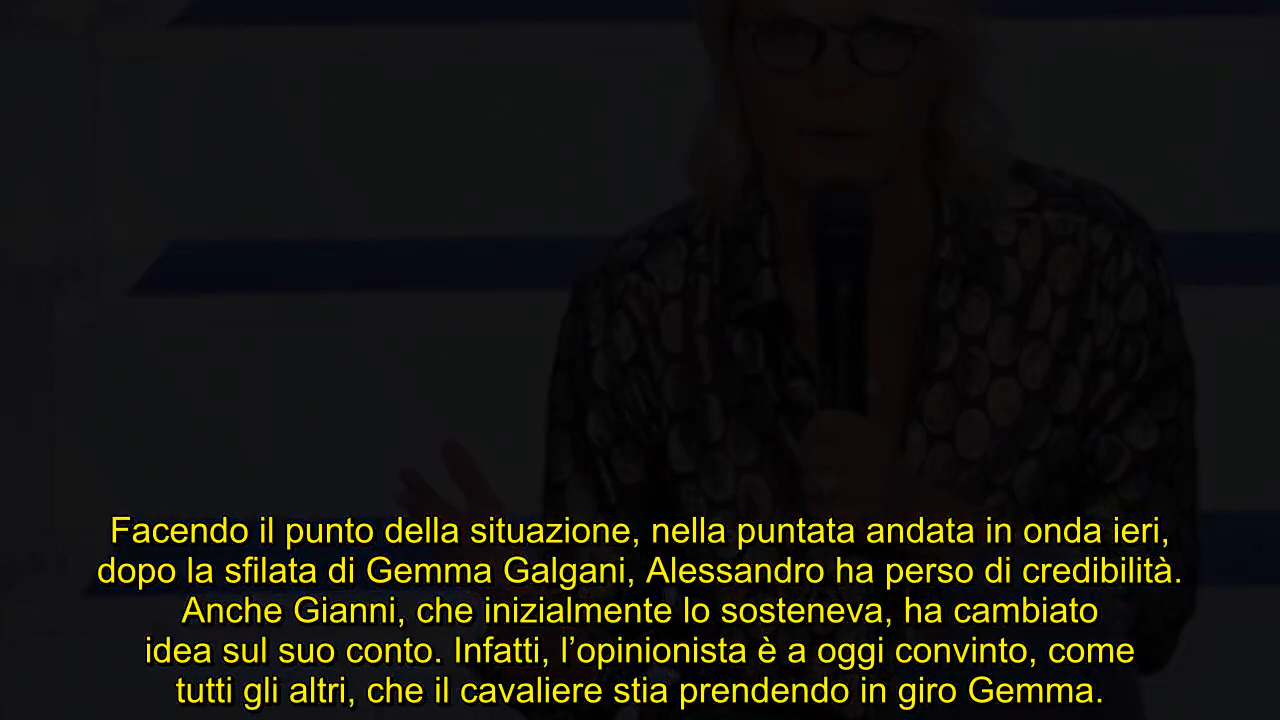 Facendo il punto della situazione, nella puntata andata in onda ieri,
dopo la sfilata di Gemma Galgani, Alessandro ha perso di credibilità.
Anche Gianni, che inizialmente lo sosteneva, ha cambiato
idea sul suo conto. Infatti, l’opinionista è a oggi convinto, come
tutti gli altri, che il cavaliere stia prendendo in giro Gemma.